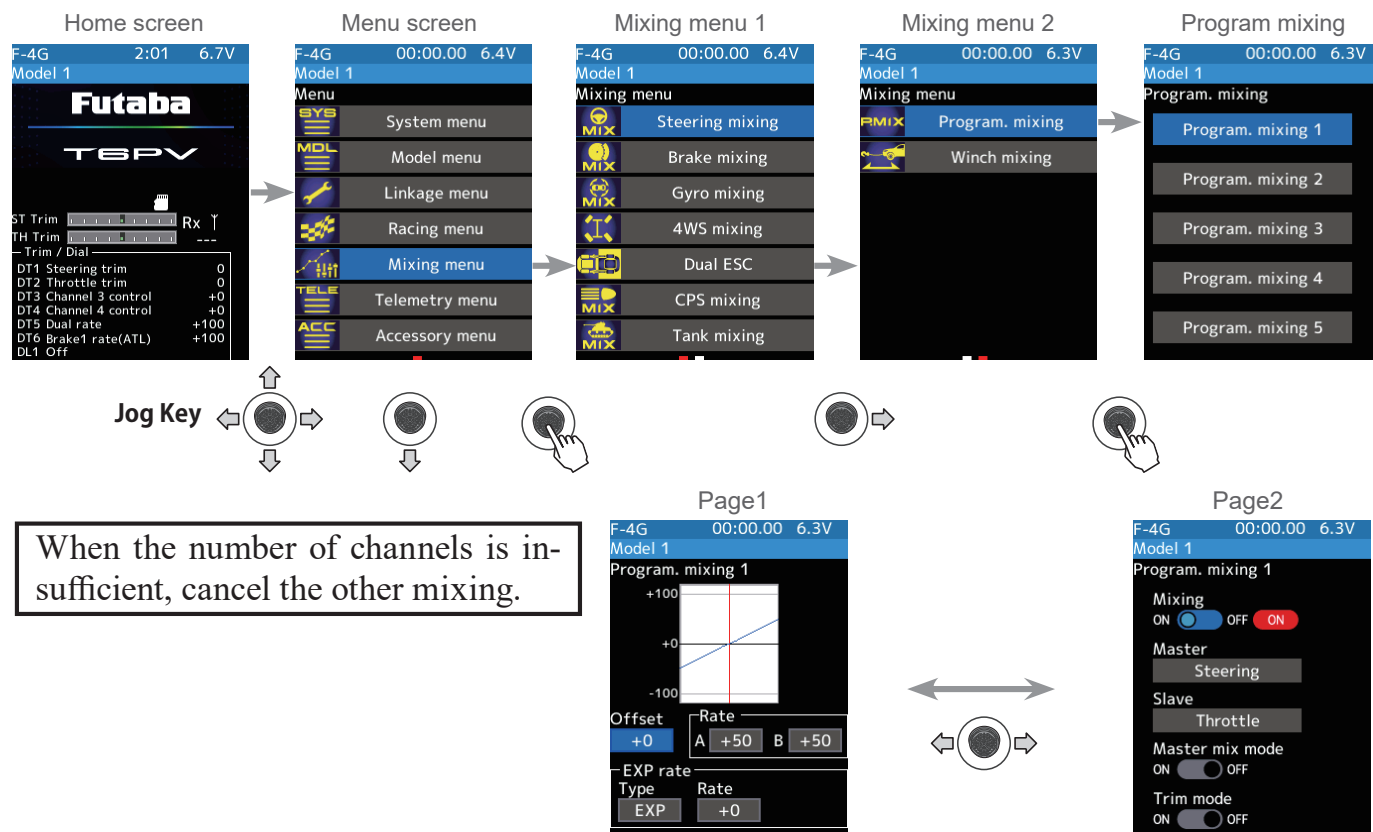 Home screen
F-4G 2:01 6.7V
Model 1
Futaba
T6PV
ST Trim
Rx
TH Trim
---
Trim / Dial
DT1 Steering trim 0
DT2 Throttle trim 0
DT3 Channel 3 control +0
DT4 Channel 4 control +0
DT5 Dual rate +100
DT6 Brake1 rate(ATL) +100
DL1 Off
Menu screen
F-4G 00:00.00 6.4V
Model 1
Menu
SYS System menu
MDL Model menu
Linkage menu
Racing menu
Mixing menu
TELE Telemetry menu
ACC Accessory menu
Mixing menu 1
F-4G 00:00.00 6.4V
Model 1
Mixing menu
MIX Steering mixing
MIX Brake mixing
MIX Gyro mixing
4WS mixing
Dual ESC
MIX CPS mixing
MIX Tank mixing
Mixing menu 2
F-4G 00:00.00 6.3V
Model 1
Mixing menu
P.MIX Program. mixing
Winch mixing
Program mixing
F-4G 00:00.00 6.3V
Model 1
Program. mixing
Program. mixing 1
Program. mixing 2
Program. mixing 3
Program. mixing 4
Program. mixing 5
Jog Key
When the number of channels is in-
sufficient, cancel the other mixing.
Page1
F-4G 00:00.00 6.3V
Model 1
Program. mixing 1
+100
+0
-100
Offset Rate
+0 A +50 B +50
EXP rate
Type Rate
EXP +0
Page2
F-4G 00:00.00 6.3V
Model 1
Program. mixing 1
Mixing
ON OFF ON
Master
Steering
Slave
Throttle
Master mix mode
ON OFF
Trim mode
ON OFF